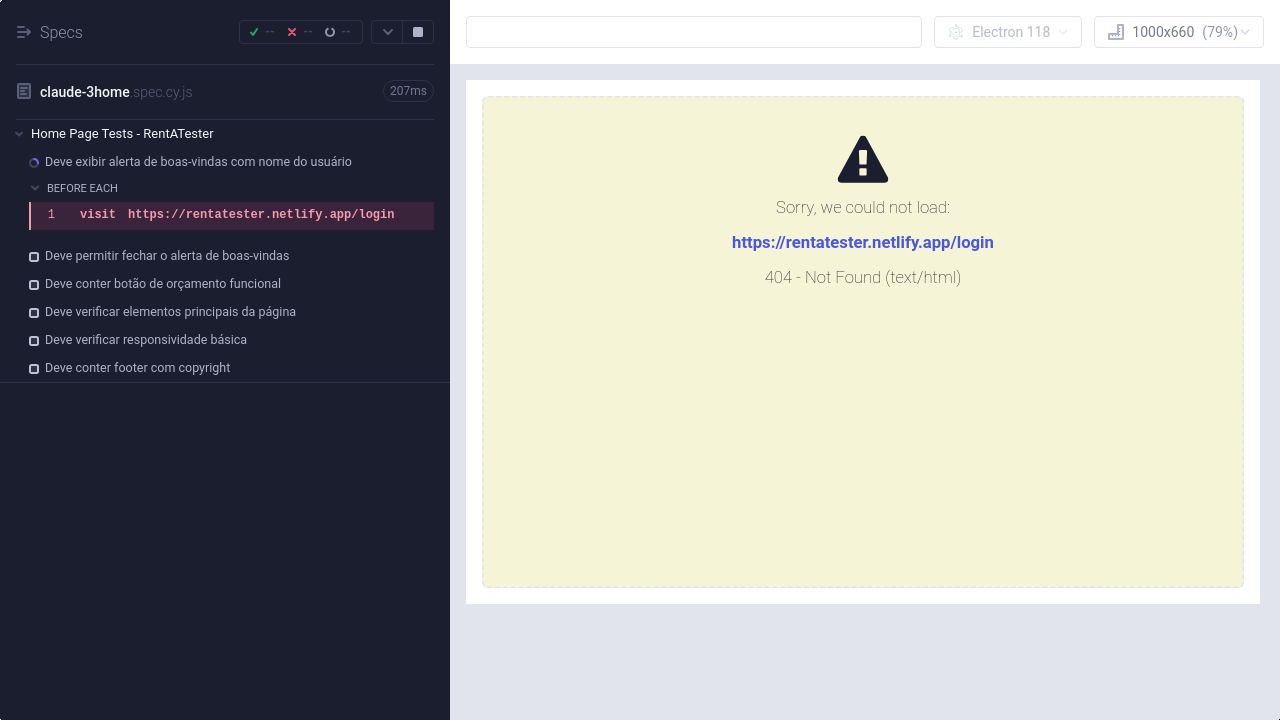 Specs
-- -- --
claude-3home.spec.cy.js
207ms
Home Page Tests - RentATester
Deve exibir alerta de boas-vindas com nome do usuário
BEFORE EACH
1 visit https://rentatester.netlify.app/login
Deve permitir fechar o alerta de boas-vindas
Deve conter botão de orçamento funcional
Deve verificar elementos principais da página
Deve verificar responsividade básica
Deve conter footer com copyright
Electron 118
1000x660 (79%)
Sorry, we could not load:
https://rentatester.netlify.app/login
404 - Not Found (text/html)